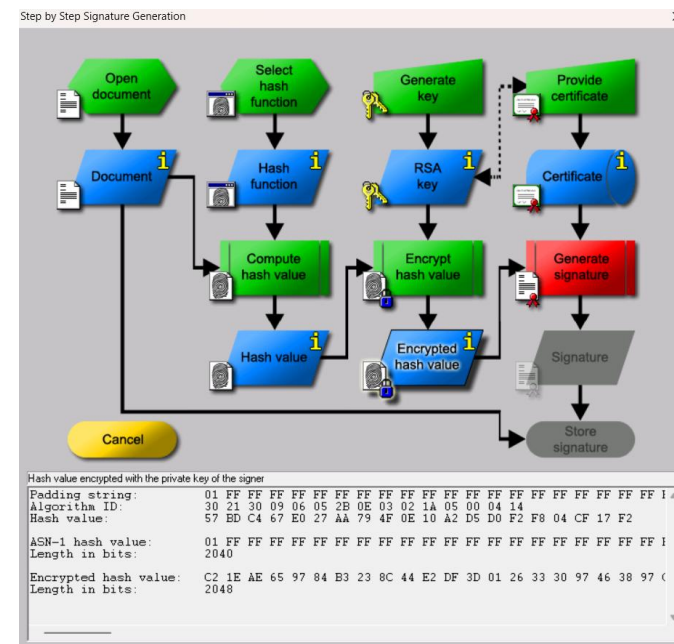 Step by Step Signature Generation
Open
document
Select
hash
function
Generate
key
Provide
certificate
Document
Hash
function
RSA
key
Certificate
Compute
hash value
Encrypt
hash value
Generate
signature
Hash value
Encrypted
hash value
Signature
Cancel
Store
signature
Hash value encrypted with the private key of the signer
Padding string: 01 FF FF FF FF FF FF FF FF FF FF FF FF FF FF FF FF FF FF FF
Algorithm ID: 30 21 30 09 06 05 2B 0E 03 02 1A 05 00 04 14
Hash value: 57 BD C4 67 E0 27 AA 79 4F 0E 10 A2 D5 D0 F2 F8 04 CF 17 F2
ASN-1 hash value: 01 FF FF FF FF FF FF FF FF FF FF FF FF FF FF FF FF FF FF FF
Length in bits: 2040
Encrypted hash value: C2 1E AE 65 97 84 B3 23 8C 44 E2 DF 3D 01 26 33 30 97 46 38 97
Length in bits: 2048